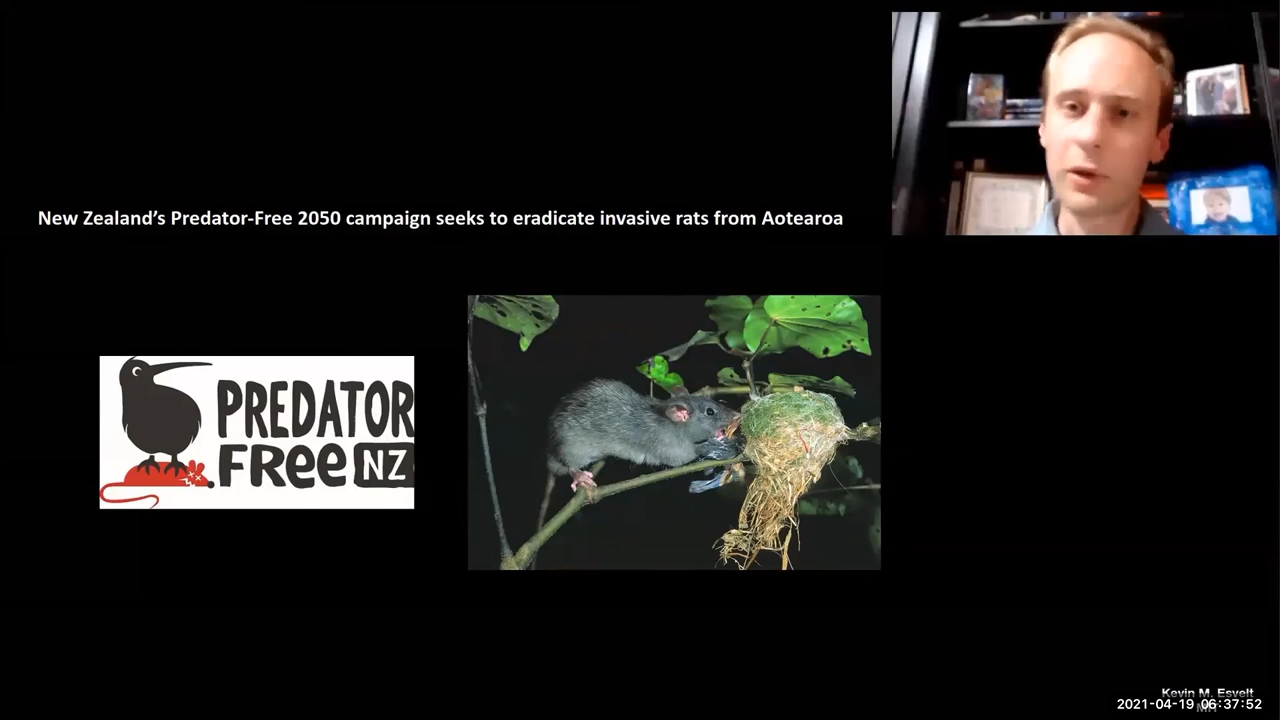 New Zealand’s Predator-Free 2050 campaign seeks to eradicate invasive rats from Aotearoa
PREDATOR
FREE NZ
Kevin M. Esvelt
MIT
2021-04-19 06:37:52